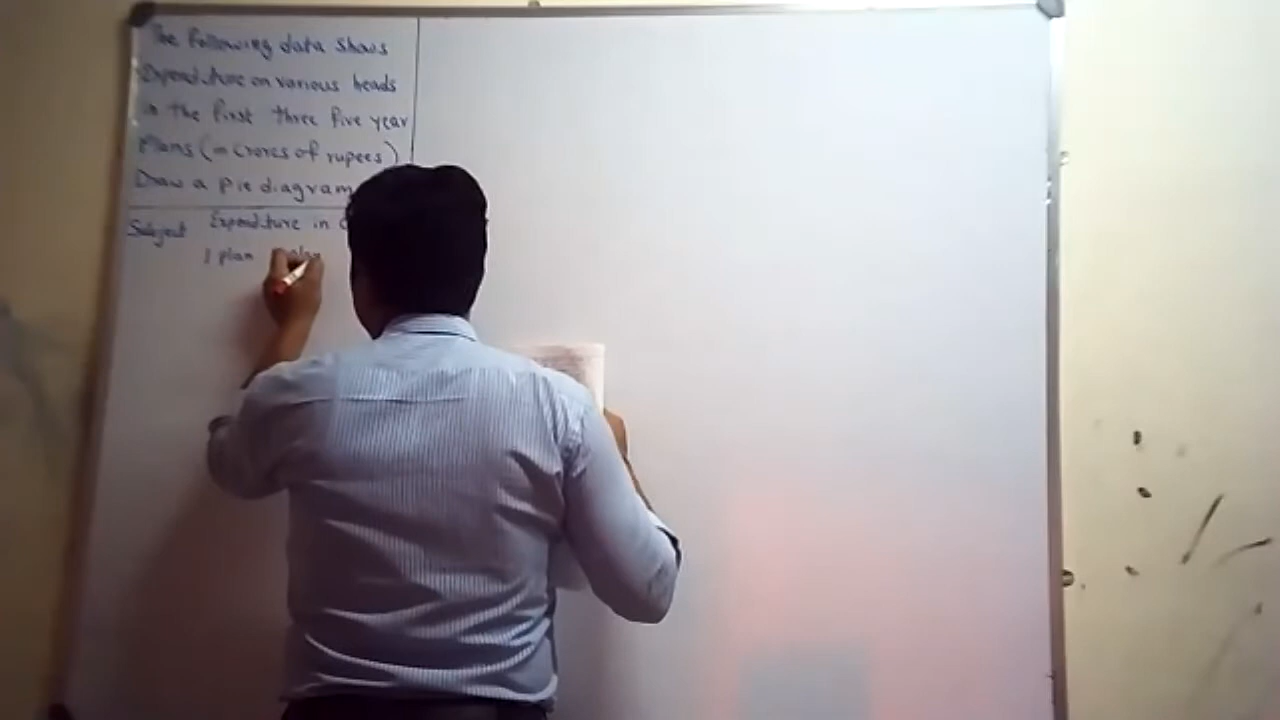 The following data shows
Expenditure on various heads
in the first three five year
Plans (in Crores of rupees)
Draw a pie diagram
Subject Expenditure in
I plan plan